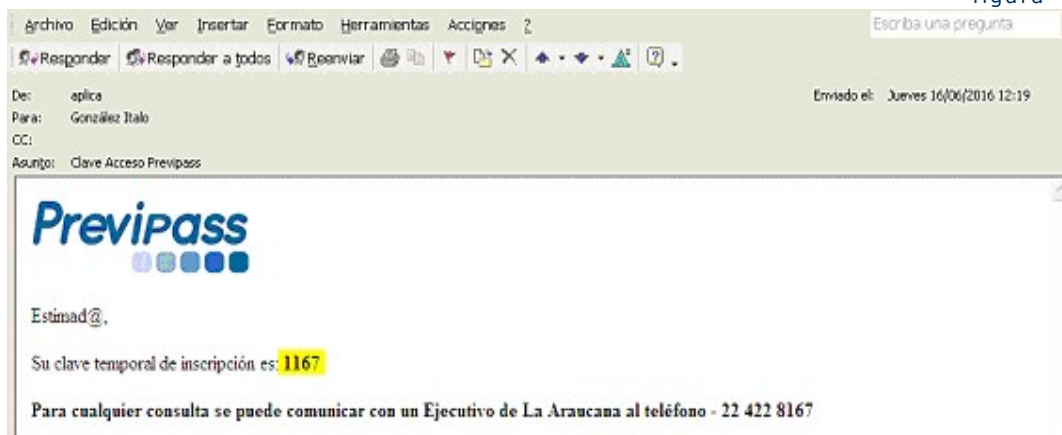 figura
Archivo Edición Ver Insertar Formato Herramientas Acciones ?
Escriba una pregunta
Responder Responder a todos Reenviar
De: aplica
Enviado el: Jueves 16/06/2016 12:19
Para: González Italo
CC:
Asunto: Clave Acceso Previpass
Previpass
Estimad@,
Su clave temporal de inscripción es: 1167
Para cualquier consulta se puede comunicar con un Ejecutivo de La Araucana al teléfono - 22 422 8167